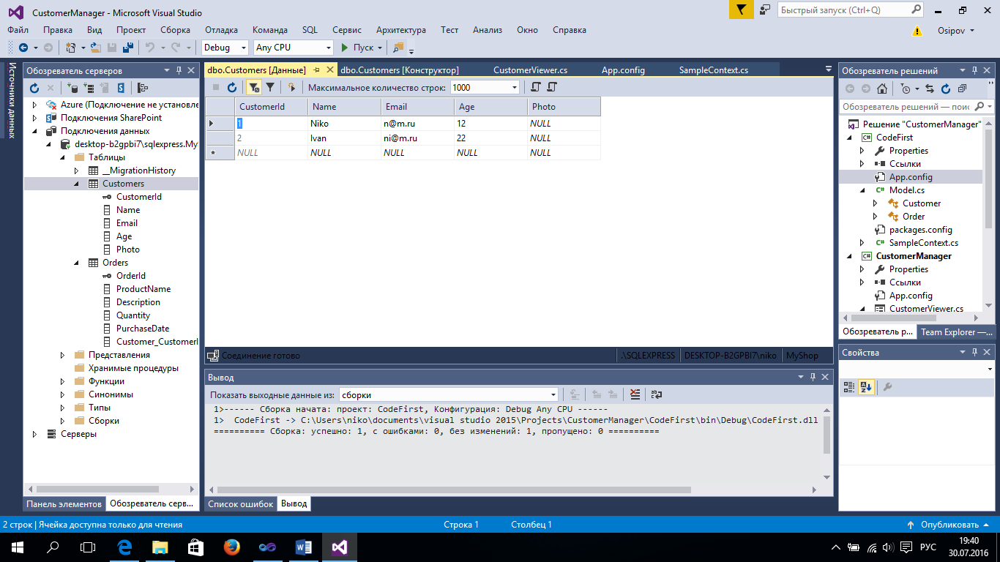 CustomerManager - Microsoft Visual Studio
Быстрый запуск (Ctrl+Q)
Файл Правка Вид Проект Сборка Отладка Команда SQL Сервис Архитектура Тест Анализ Окно Справка Osipov
Debug Any CPU Пуск
Источники данных
Обозреватель серверов
Azure (Подключение не установле
Подключения SharePoint
Подключения данных
desktop-b2gpbi7\sqlexpress.My
Таблицы
__MigrationHistory
Customers
CustomerId
Name
Email
Age
Photo
Orders
OrderId
ProductName
Description
Quantity
PurchaseDate
Customer_CustomerI
Представления
Хранимые процедуры
Функции
Синонимы
Типы
Сборки
Серверы
Панель элементов Обозреватель серв...
dbo.Customers [Данные] dbo.Customers [Конструктор] CustomerViewer.cs App.config SampleContext.cs
Максимальное количество строк: 1000
CustomerId Name Email Age Photo
1 Niko n@m.ru 12 NULL
2 Ivan ni@m.ru 22 NULL
NULL NULL NULL NULL NULL
Соединение готово .\SQLEXPRESS DESKTOP-B2GPBI7\niko MyShop
Вывод
Показать выходные данные из: сборки
1>------ Сборка начата: проект: CodeFirst, Конфигурация: Debug Any CPU ------
1> CodeFirst -> C:\Users\niko\documents\visual studio 2015\Projects\CustomerManager\CodeFirst\bin\Debug\CodeFirst.dll
========== Сборка: успешно: 1, с ошибками: 0, без изменений: 1, пропущено: 0 ==========
Список ошибок Вывод
Обозреватель решений
Обозреватель решений — поис
Решение "CustomerManager"
CodeFirst
Properties
Ссылки
App.config
Model.cs
Customer
Order
packages.config
SampleContext.cs
CustomerManager
Properties
Ссылки
App.config
CustomerViewer.cs
Обозреватель р... Team Explorer —...
Свойства
2 строк | Ячейка доступна только для чтения Строка 1 Столбец 1 Опубликовать
РУС
19:40
30.07.2016